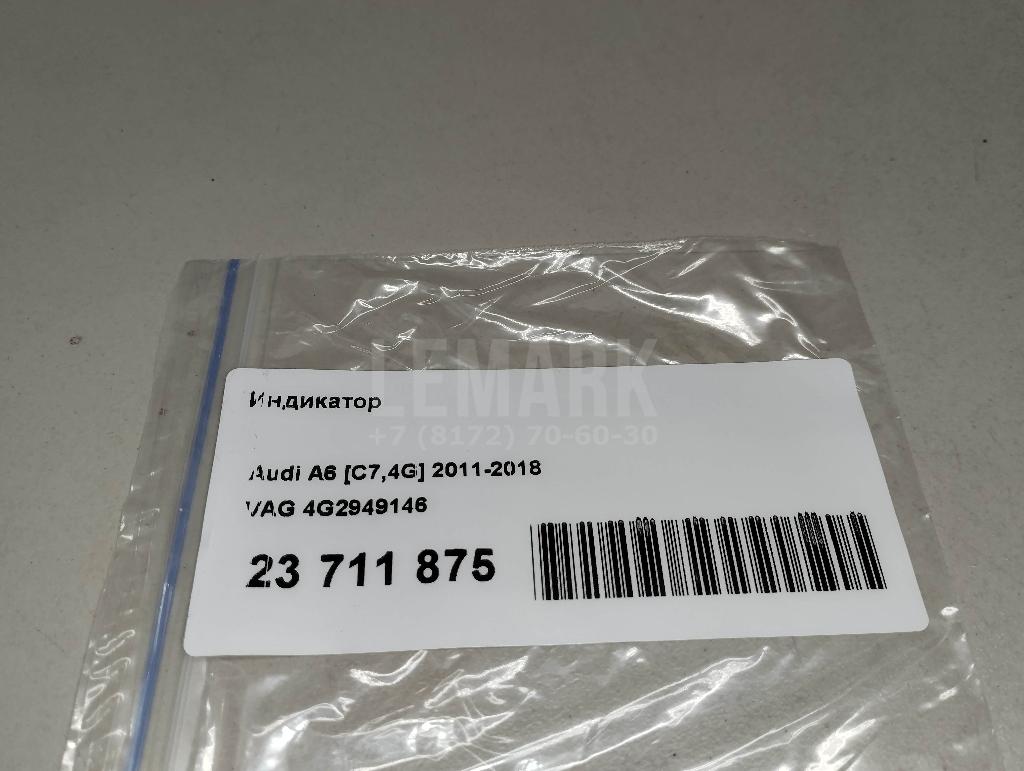 LEMARK
+7 (8172) 70-60-30
Индикатор
Audi A6 [C7,4G] 2011-2018
VAG 4G2949146
23 711 875